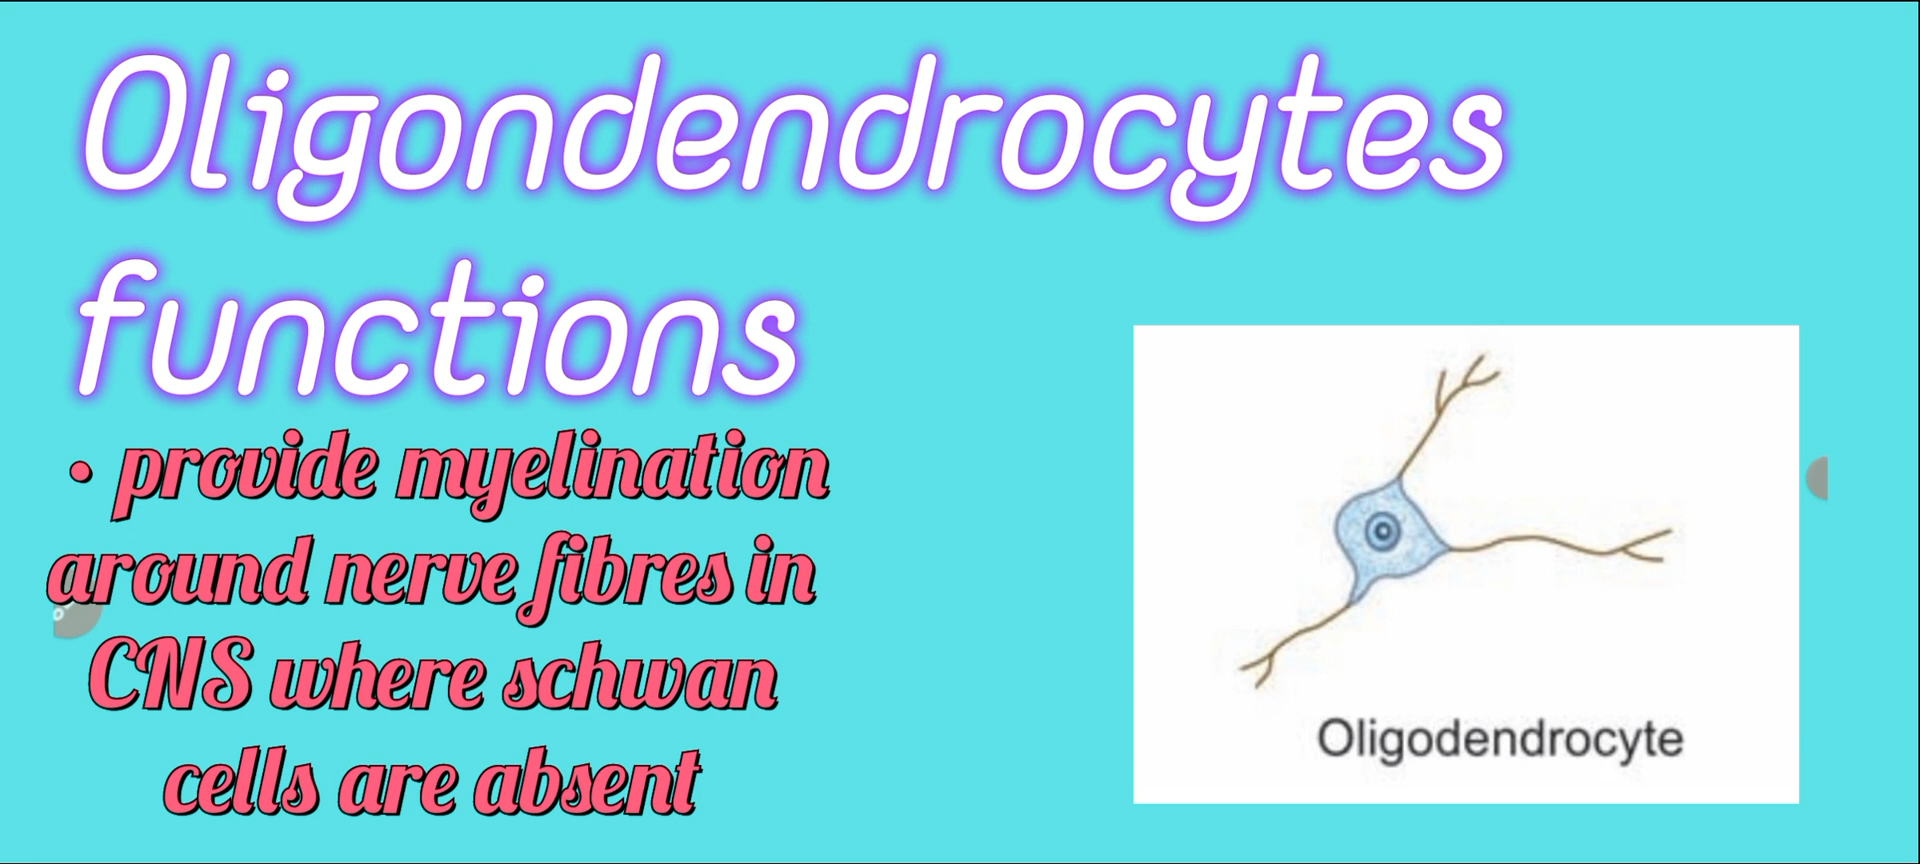 Oligondendrocytes
functions
• provide myelination
around nerve fibres in
CNS where schwan
cells are absent
Oligodendrocyte